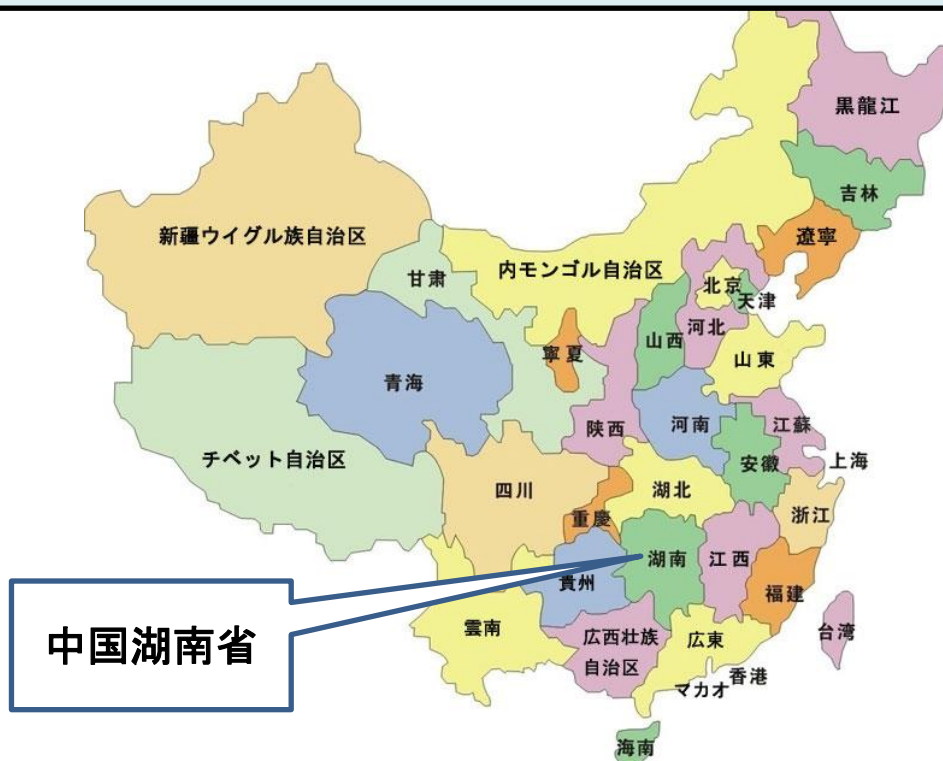 黒龍江
吉林
遼寧
新疆ウイグル族自治区
内モンゴル自治区
甘肃
北京
天津
河北
山西
寧夏
山東
青海
陕西
河南
江蘇
チベット自治区
安徽
上海
四川
湖北
重慶
浙江
湖南
江西
貴州
福建
雲南
広西壮族
自治区
広東
台湾
香港
マカオ
海南
中国湖南省